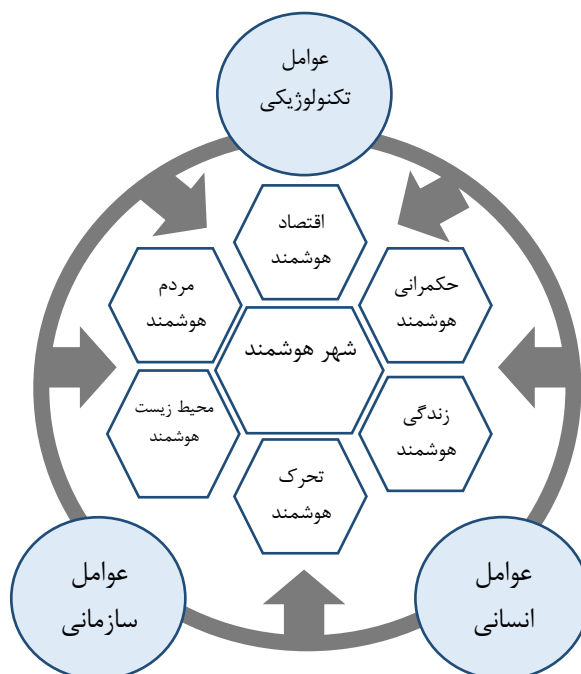 عوامل
تکنولوژیکی
اقتصاد
هوشمند
حکمرانی
هوشمند
مردم
هوشمند
شهر هوشمند
زندگی
هوشمند
محیط زیست
هوشمند
تحرک
هوشمند
عوامل
انسانی
عوامل
سازمانی